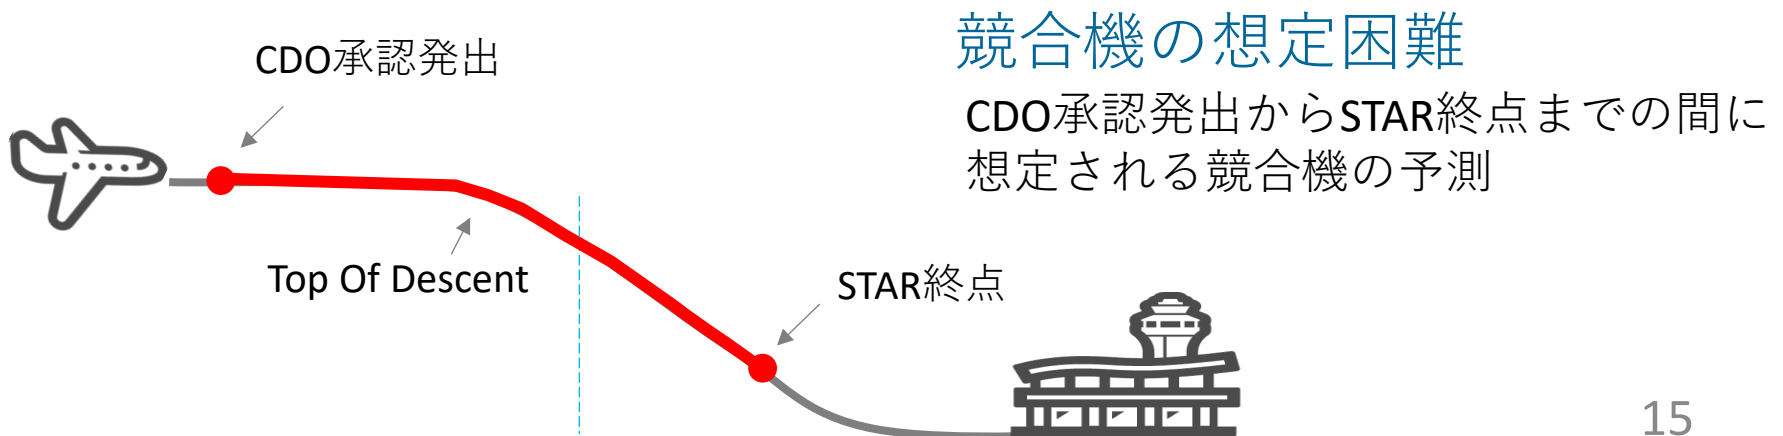 競合機の想定困難
CDO承認発出からSTAR終点までの間に
想定される競合機の予測
CDO承認発出
Top Of Descent
STAR終点
15